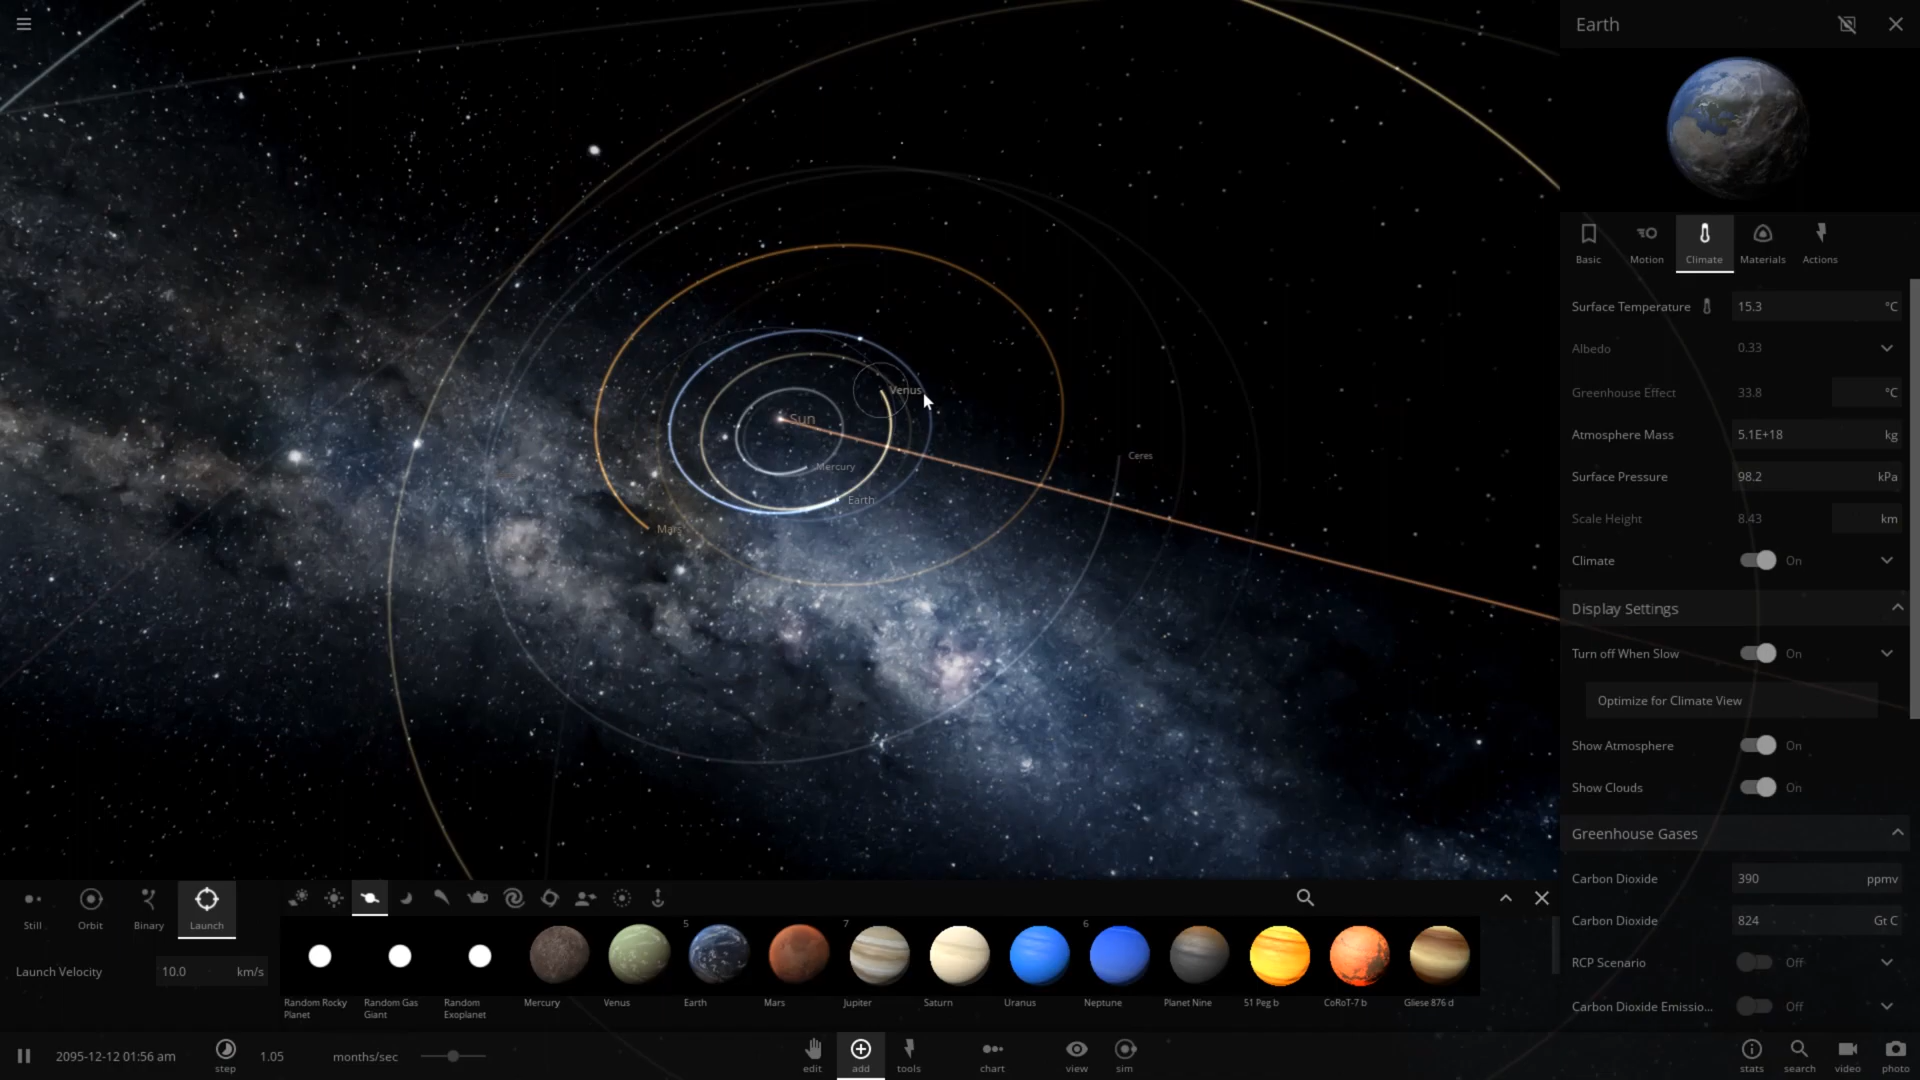 Earth
Venus
Sun
Mercury
Earth
Ceres
Mars
Basic Motion Climate Materials Actions
Surface Temperature 15.3 °C
Albedo 0.33
Greenhouse Effect 33.8 °C
Atmosphere Mass 5.1E+18 kg
Surface Pressure 98.2 kPa
Scale Height 8.43 km
Climate On
Display Settings
Turn off When Slow On
Optimize for Climate View
Show Atmosphere On
Show Clouds On
Greenhouse Gases
Carbon Dioxide 390 ppmv
Carbon Dioxide 824 Gt C
RCP Scenario Off
Carbon Dioxide Emissio... Off
Still Orbit Binary Launch
Launch Velocity 10.0 km/s
5 7 6
Random Rocky Planet
Random Gas Giant
Random Exoplanet
Mercury
Venus
Earth
Mars
Jupiter
Saturn
Uranus
Neptune
Planet Nine
51 Peg b
CoRoT-7 b
Gliese 876 d
2095-12-12 01:56 am step 1.05 months/sec
edit add tools chart view sim
stats search video photo